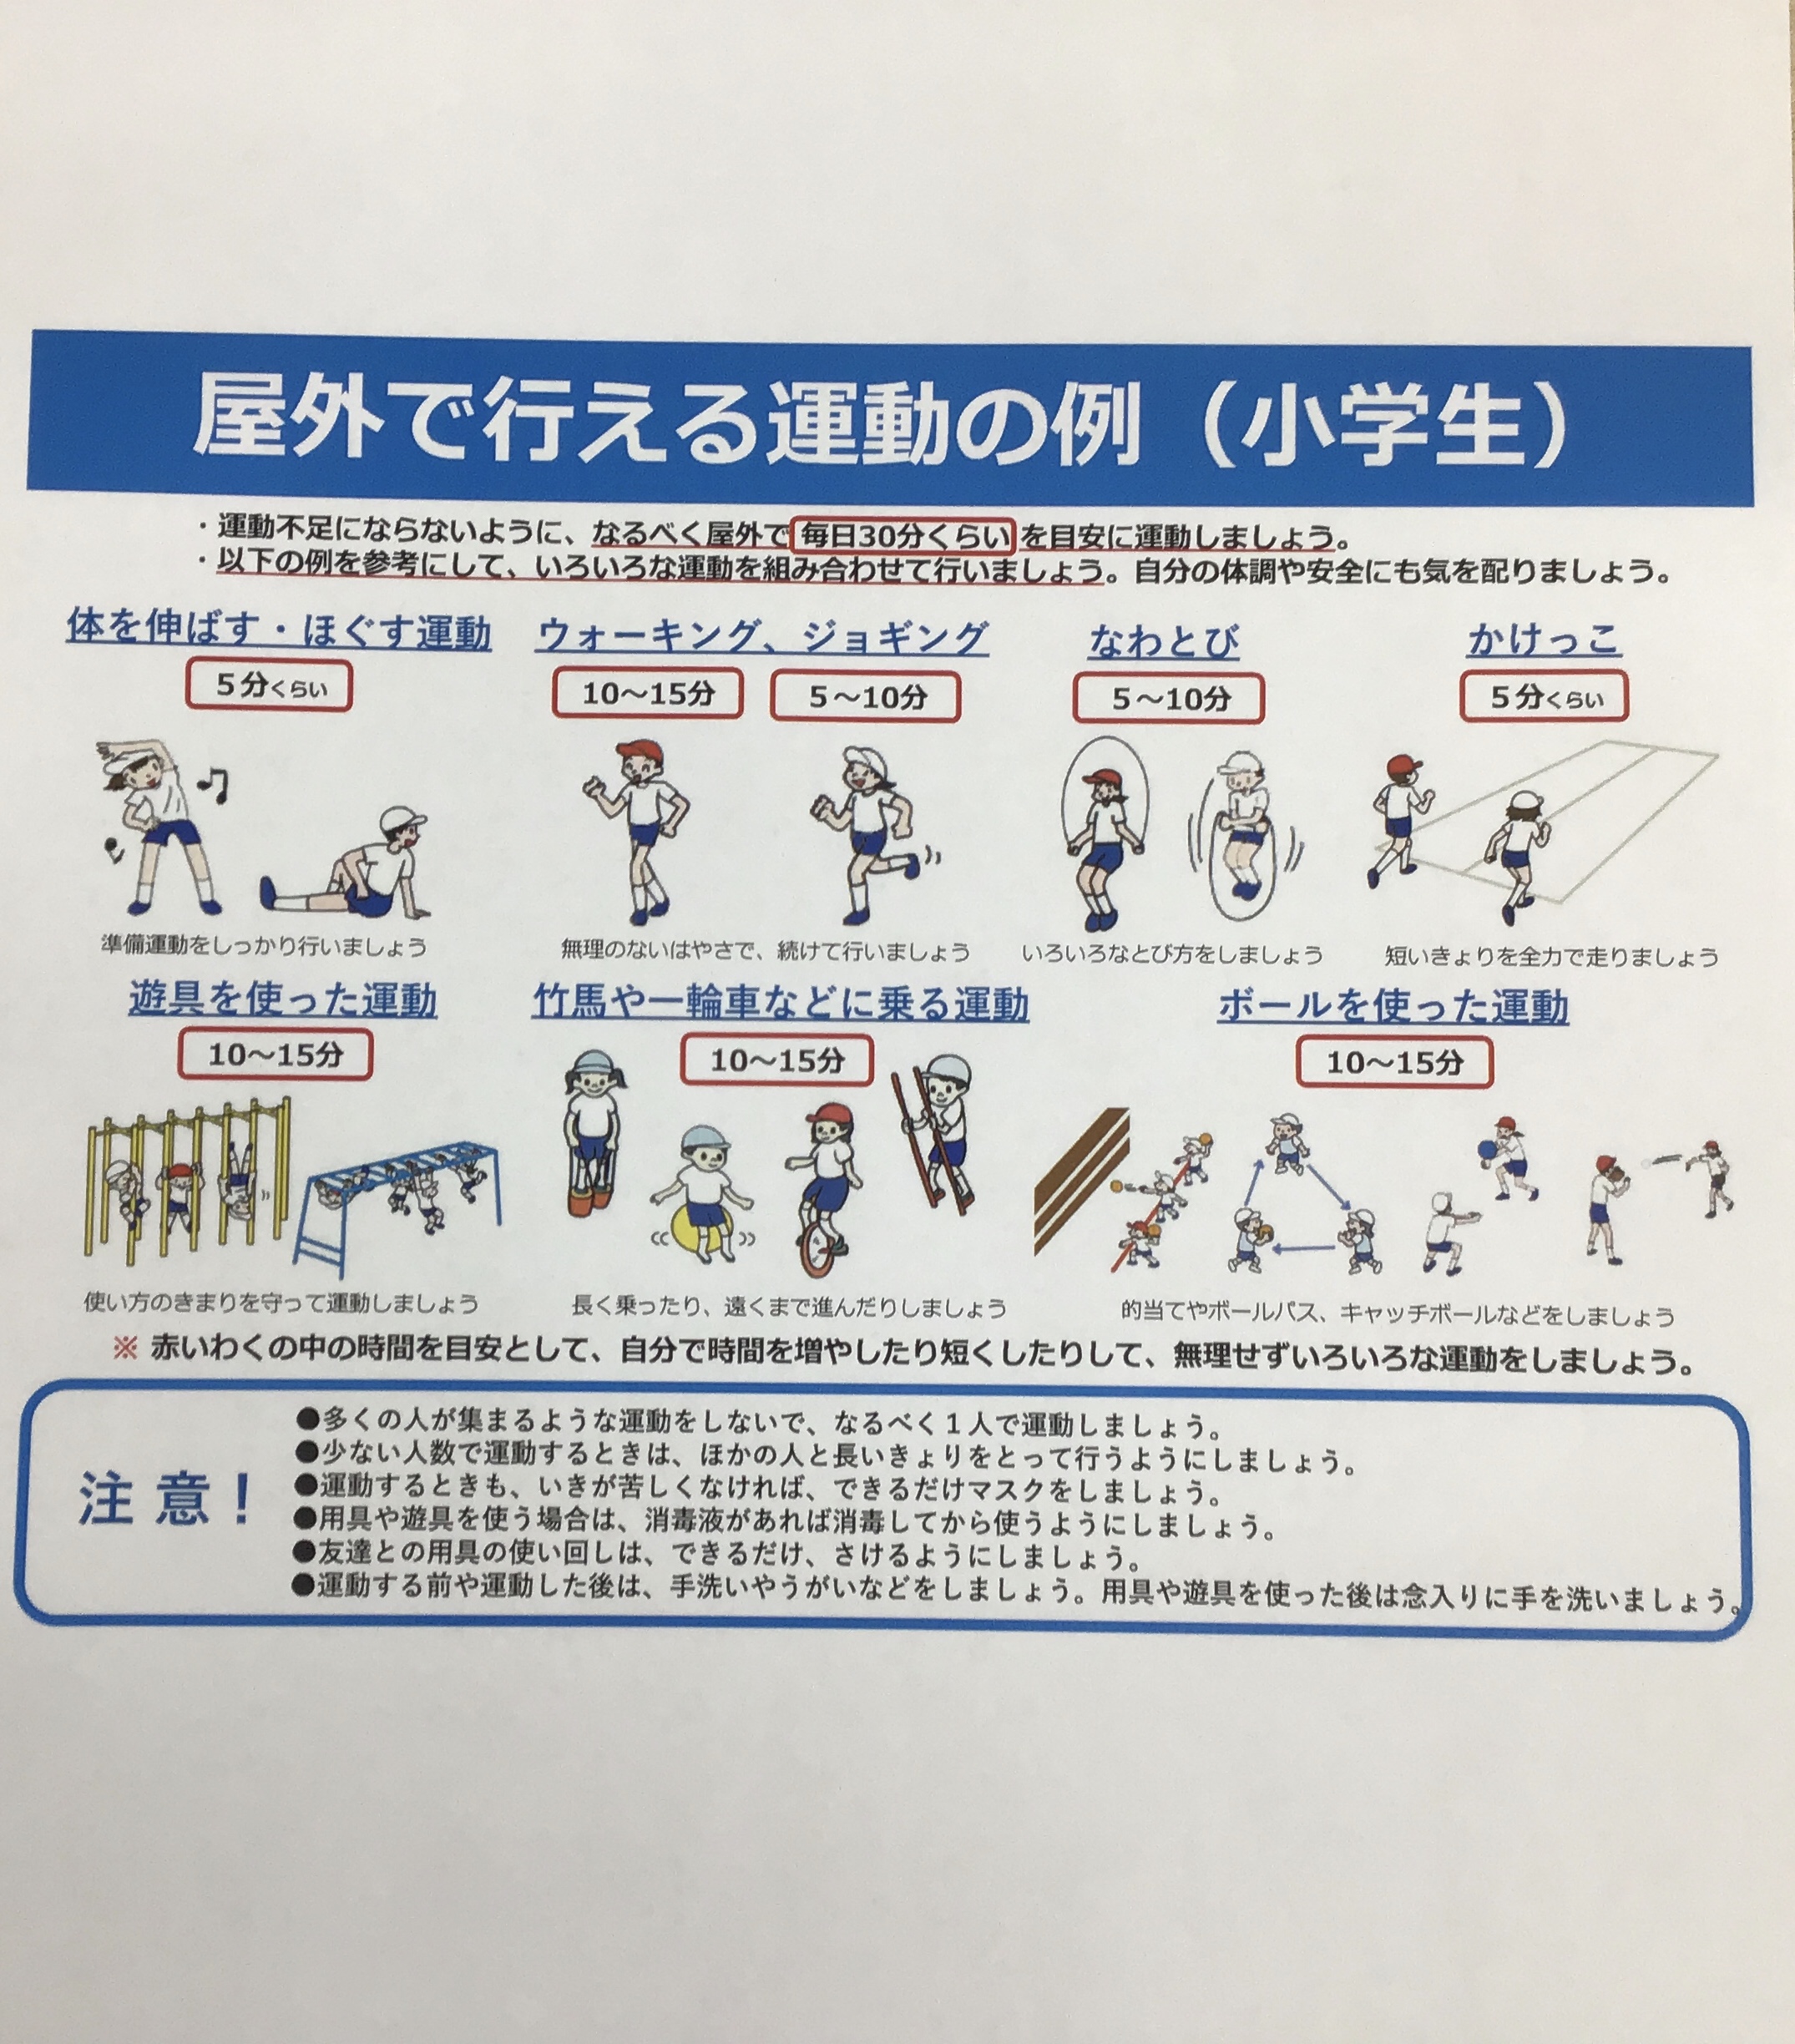 屋外で行える運動の例（小学生）
・運動不足にならないように、なるべく屋外で 毎日30分くらい を目安に運動しましょう。
・以下の例を参考にして、いろいろな運動を組み合わせて行いましょう。自分の体調や安全にも気を配りましょう。
体を伸ばす・ほぐす運動
5分くらい
準備運動をしっかり行いましょう
ウォーキング、ジョギング
10～15分 5～10分
無理のないはやさで、続けて行いましょう
なわとび
5～10分
いろいろなとび方をしましょう
かけっこ
5分くらい
短いきょりを全力で走りましょう
遊具を使った運動
10～15分
使い方のきまりを守って運動しましょう
竹馬や一輪車などに乗る運動
10～15分
長く乗ったり、遠くまで進んだりしましょう
ボールを使った運動
10～15分
的当てやボールパス、キャッチボールなどをしましょう
※ 赤いわくの中の時間を目安として、自分で時間を増やしたり短くしたりして、無理せずいろいろな運動をしましょう。
注意！
●多くの人が集まるような運動をしないで、なるべく１人で運動しましょう。
●少ない人数で運動するときは、ほかの人と長いきょりをとって行うようにしましょう。
●運動するときも、いきが苦しくなければ、できるだけマスクをしましょう。
●用具や遊具を使う場合は、消毒液があれば消毒してから使うようにしましょう。
●友達との用具の使い回しは、できるだけ、さけるようにしましょう。
●運動する前や運動した後は、手洗いやうがいなどをしましょう。用具や遊具を使った後は念入りに手を洗いましょう。